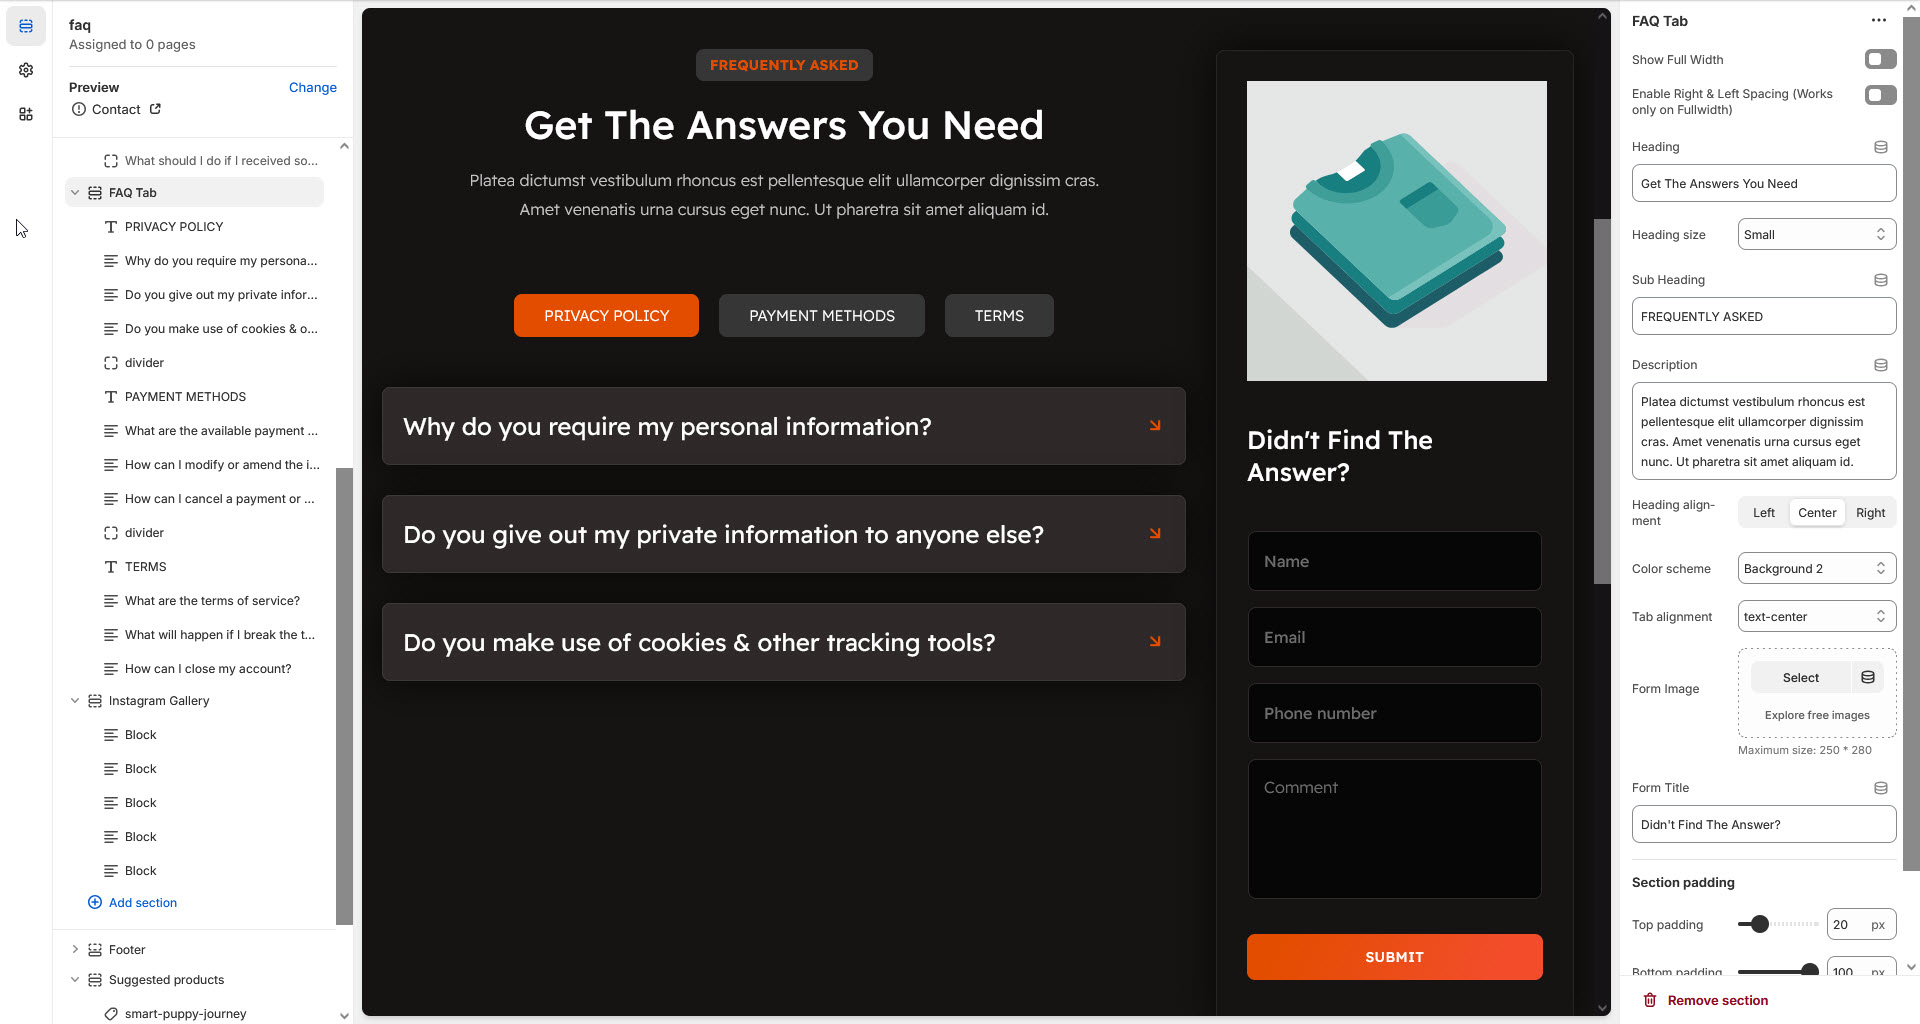 faq
Assigned to 0 pages
Preview
Change
Contact
What should I do if I received so...
FAQ Tab
PRIVACY POLICY
Why do you require my persona...
Do you give out my private infor...
Do you make use of cookies & o...
divider
PAYMENT METHODS
What are the available payment ...
How can I modify or amend the i...
How can I cancel a payment or ...
divider
TERMS
What are the terms of service?
What will happen if I break the t...
How can I close my account?
Instagram Gallery
Block
Block
Block
Block
Block
Add section
Footer
Suggested products
smart-puppy-journey
FREQUENTLY ASKED
Get The Answers You Need
Platea dictumst vestibulum rhoncus est pellentesque elit ullamcorper dignissim cras.
Amet venenatis urna cursus eget nunc. Ut pharetra sit amet aliquam id.
PRIVACY POLICY
PAYMENT METHODS
TERMS
Why do you require my personal information?
Do you give out my private information to anyone else?
Do you make use of cookies & other tracking tools?
Didn't Find The
Answer?
Name
Email
Phone number
Comment
SUBMIT
FAQ Tab
Show Full Width
Enable Right & Left Spacing (Works
only on Fullwidth)
Heading
Get The Answers You Need
Heading size
Small
Sub Heading
FREQUENTLY ASKED
Description
Platea dictumst vestibulum rhoncus est
pellentesque elit ullamcorper dignissim
cras. Amet venenatis urna cursus eget
nunc. Ut pharetra sit amet aliquam id.
Heading align-
ment
Left
Center
Right
Color scheme
Background 2
Tab alignment
text-center
Form Image
Select
Explore free images
Maximum size: 250 * 280
Form Title
Didn't Find The Answer?
Section padding
Top padding
20
px
Bottom padding
100
px
Remove section